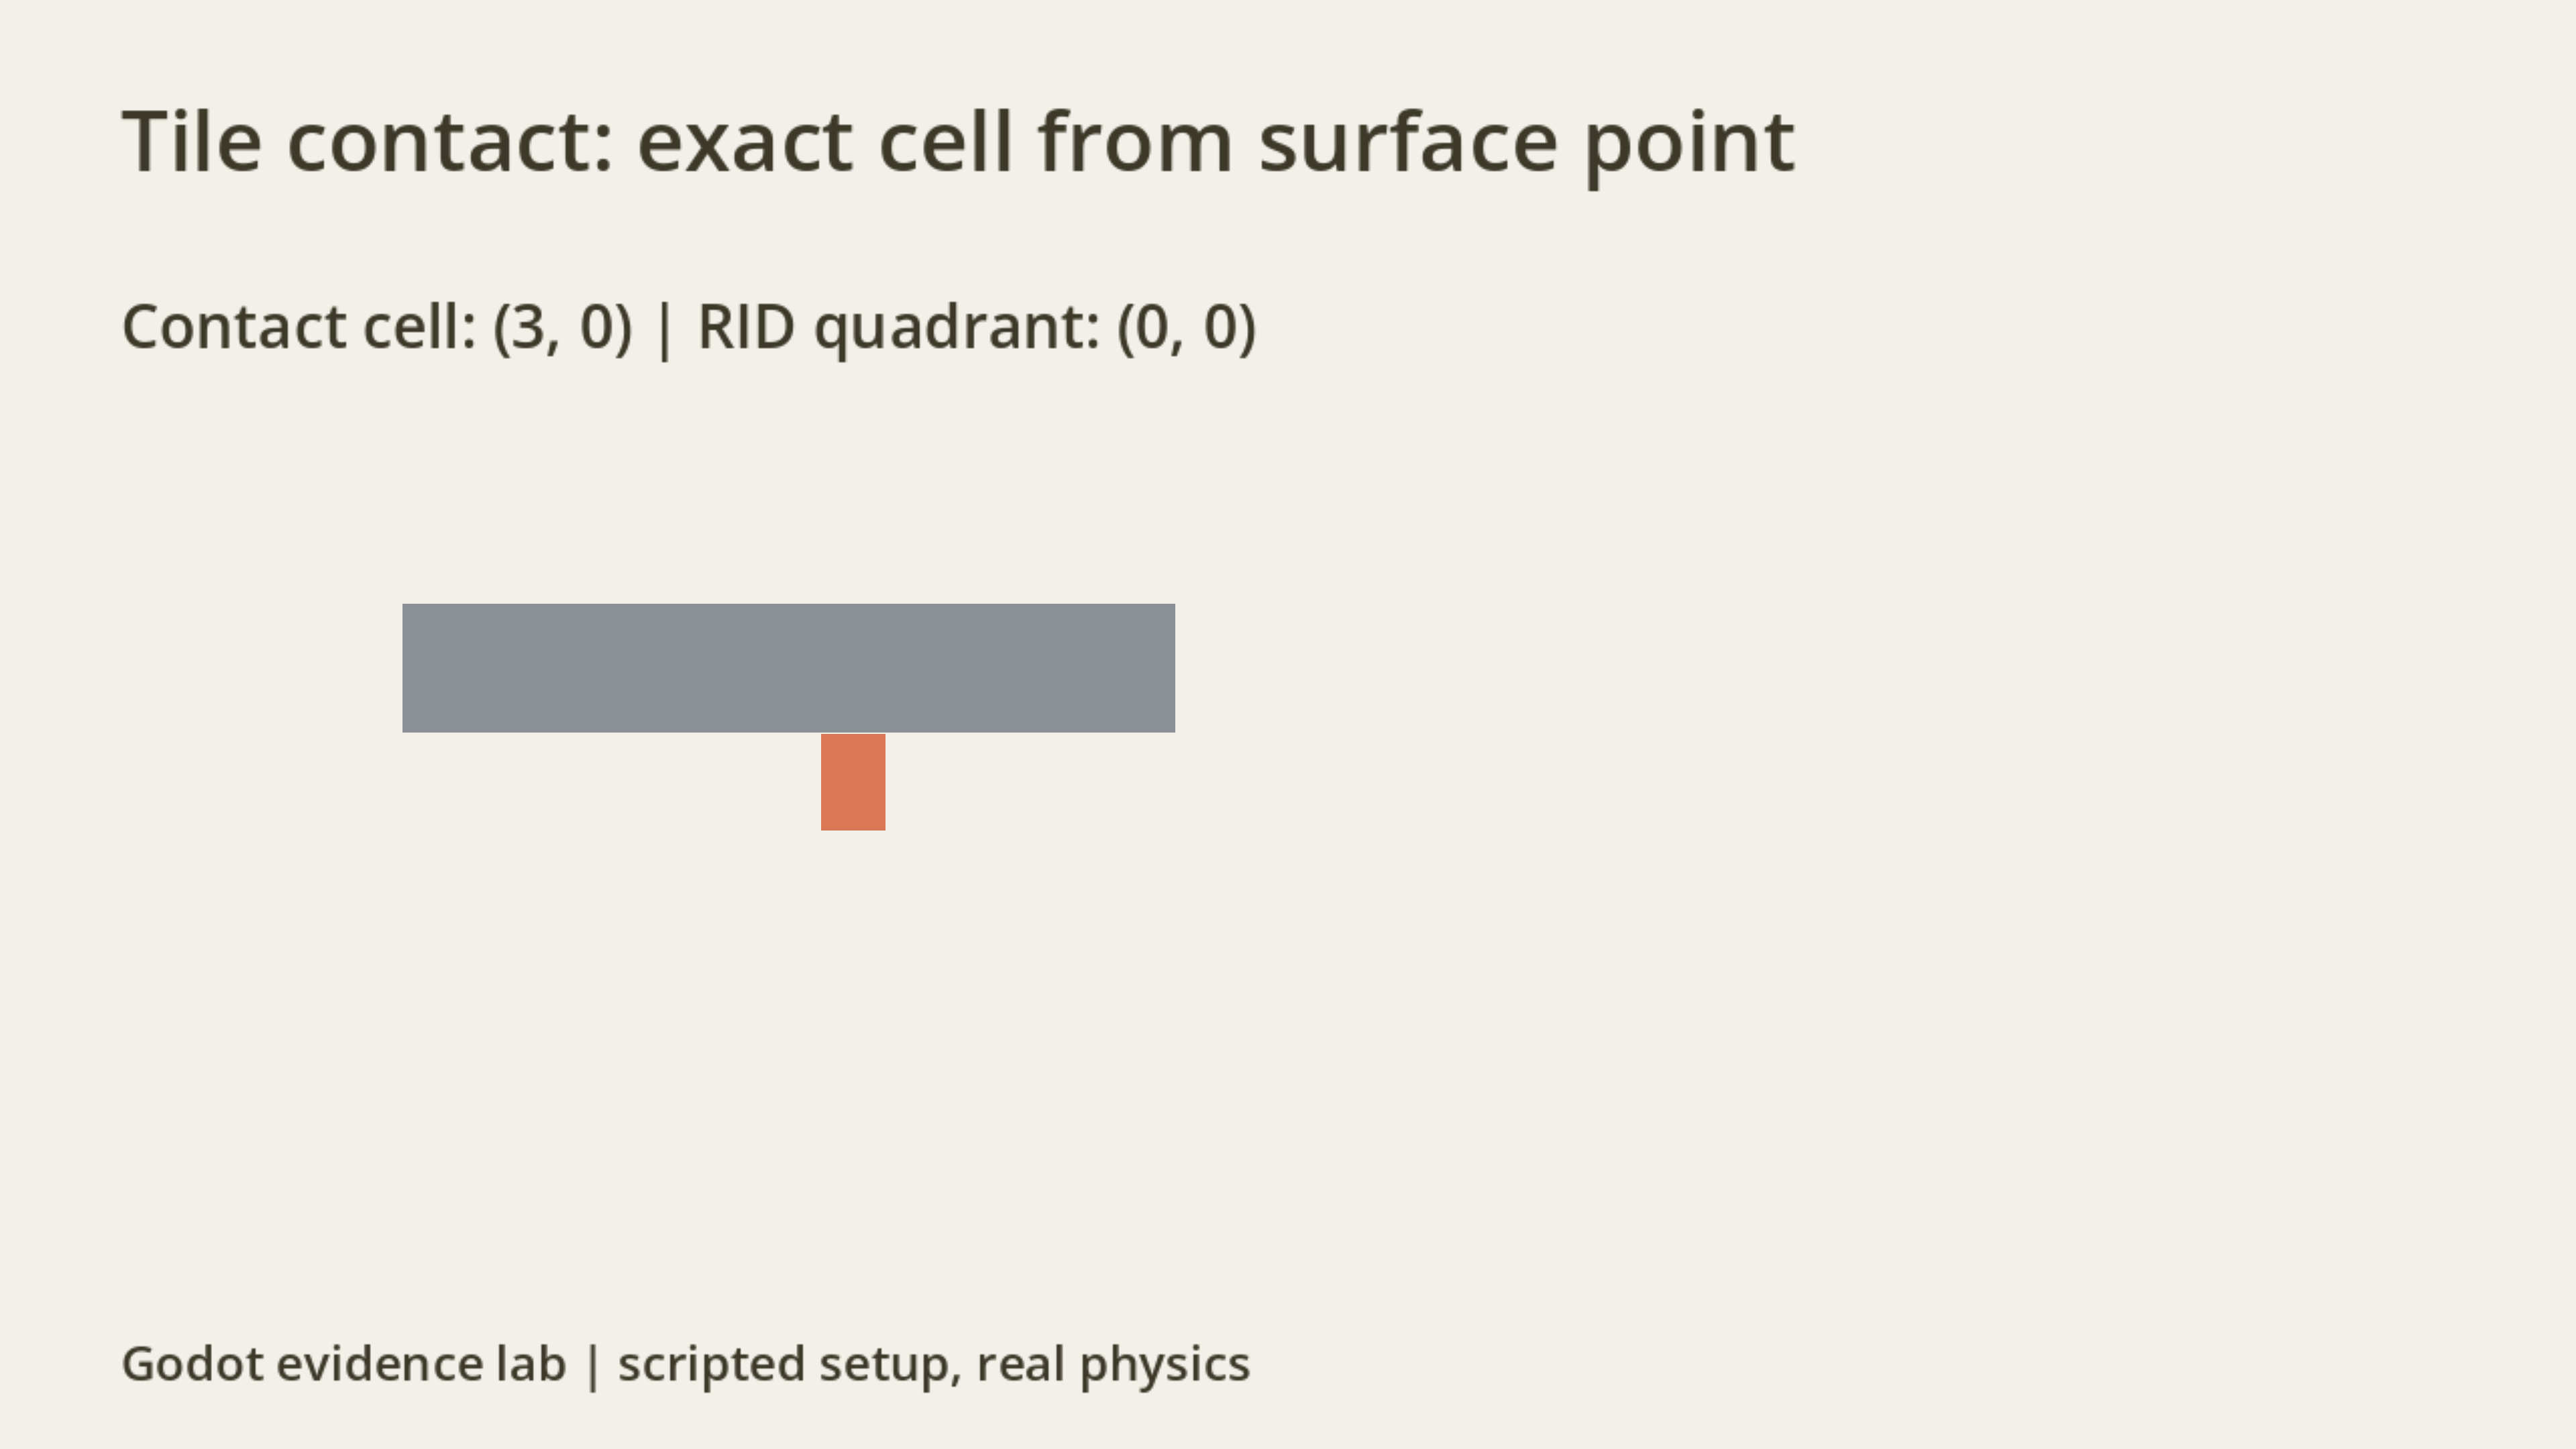 Tile contact: exact cell from surface point
Contact cell: (3, 0) | RID quadrant: (0, 0)
Godot evidence lab | scripted setup, real physics